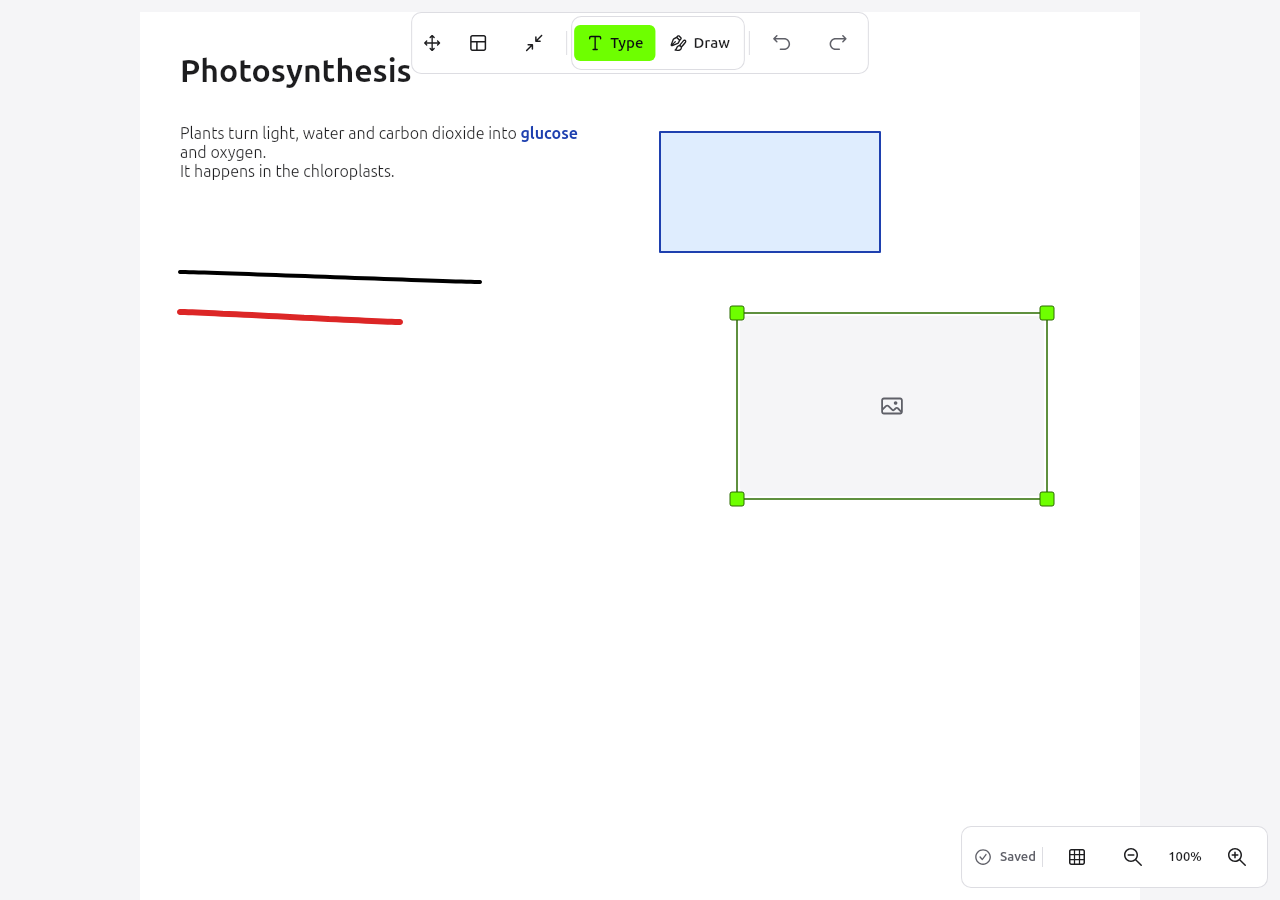 Type
Draw
Photosynthesis
Plants turn light, water and carbon dioxide into glucose
and oxygen.
It happens in the chloroplasts.
Saved
100%